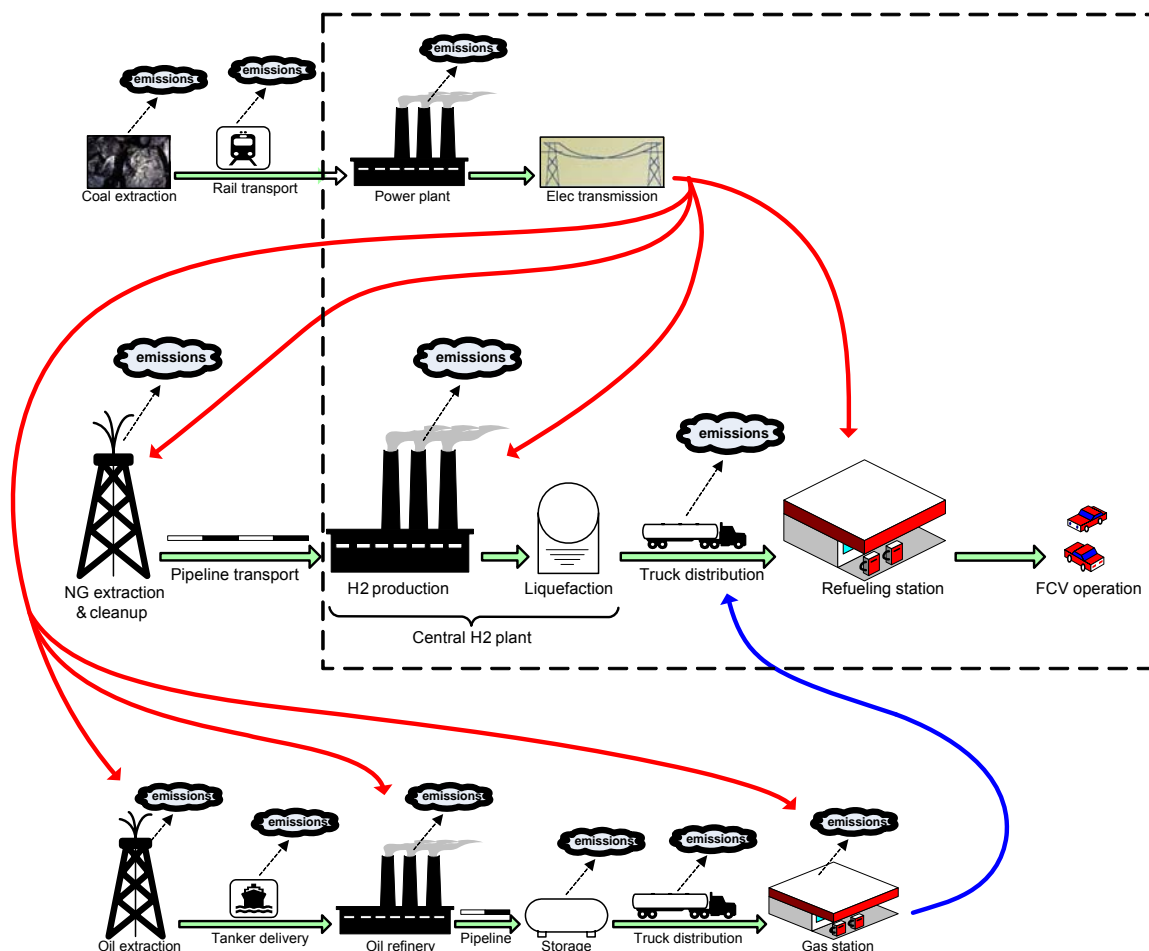 emissions
emissions
emissions
Coal extraction
Rail transport
Power plant
Elec transmission
emissions
emissions
emissions
NG extraction
& cleanup
Pipeline transport
H2 production
Liquefaction
Truck distribution
Refueling station
FCV operation
Central H2 plant
emissions
emissions
emissions
emissions
emissions
emissions
Oil extraction
Tanker delivery
Oil refinery
Pipeline
Storage
Truck distribution
Gas station